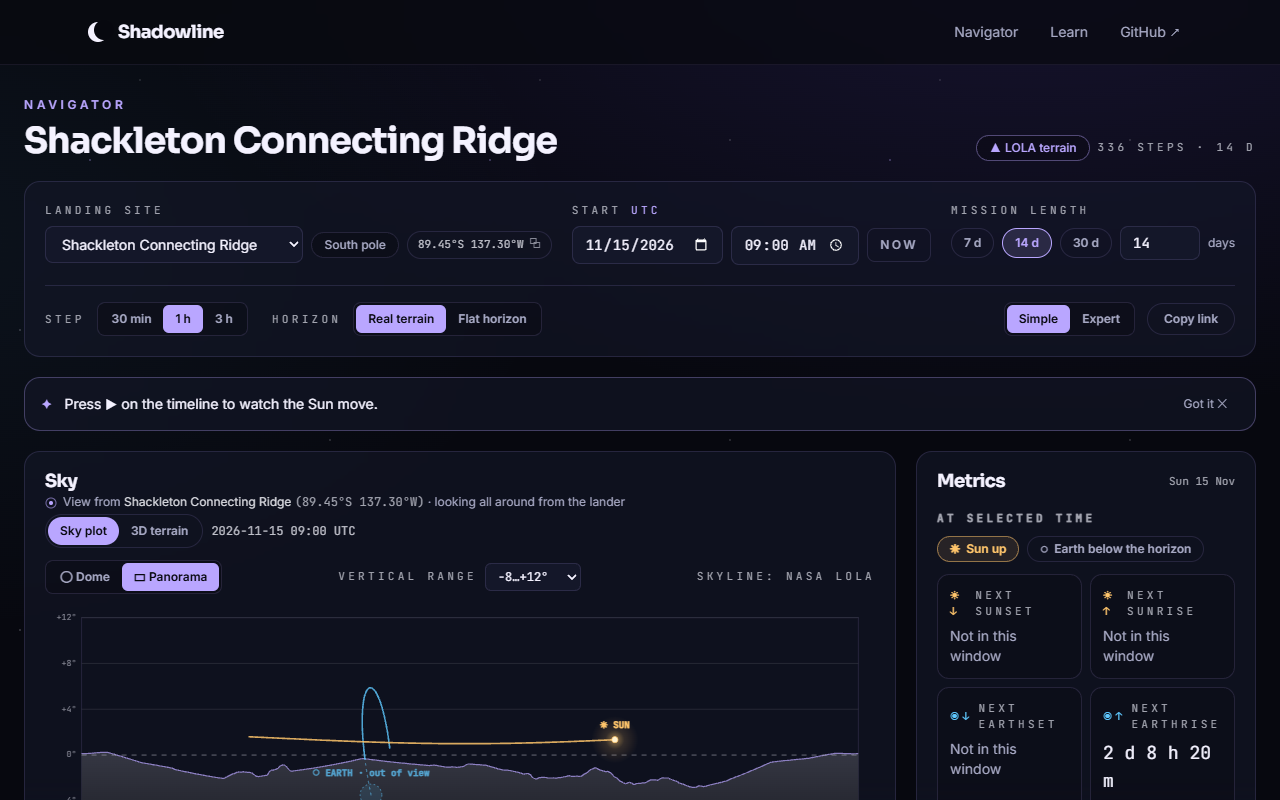 Shadowline
Navigator Learn GitHub ↗
NAVIGATOR
Shackleton Connecting Ridge
▲ LOLA terrain 336 STEPS · 14 D
LANDING SITE START UTC MISSION LENGTH
Shackleton Connecting Ridge South pole 89.45°S 137.30°W 11/15/2026 09:00 AM NOW 7 d 14 d 30 d 14 days
STEP 30 min 1 h 3 h HORIZON Real terrain Flat horizon Simple Expert Copy link
✦ Press ▶ on the timeline to watch the Sun move. Got it ✕
Sky
View from Shackleton Connecting Ridge (89.45°S 137.30°W) · looking all around from the lander
Sky plot 3D terrain 2026-11-15 09:00 UTC
Dome Panorama VERTICAL RANGE -8…+12° SKYLINE: NASA LOLA
+12°
+8°
+4°
SUN
0°
EARTH · out of view
Metrics Sun 15 Nov
AT SELECTED TIME
Sun up Earth below the horizon
↓ NEXT SUNSET
Not in this
window
↑ NEXT SUNRISE
Not in this
window
↓ NEXT EARTHSET
Not in this
window
↑ NEXT EARTHRISE
2 d 8 h 20
m